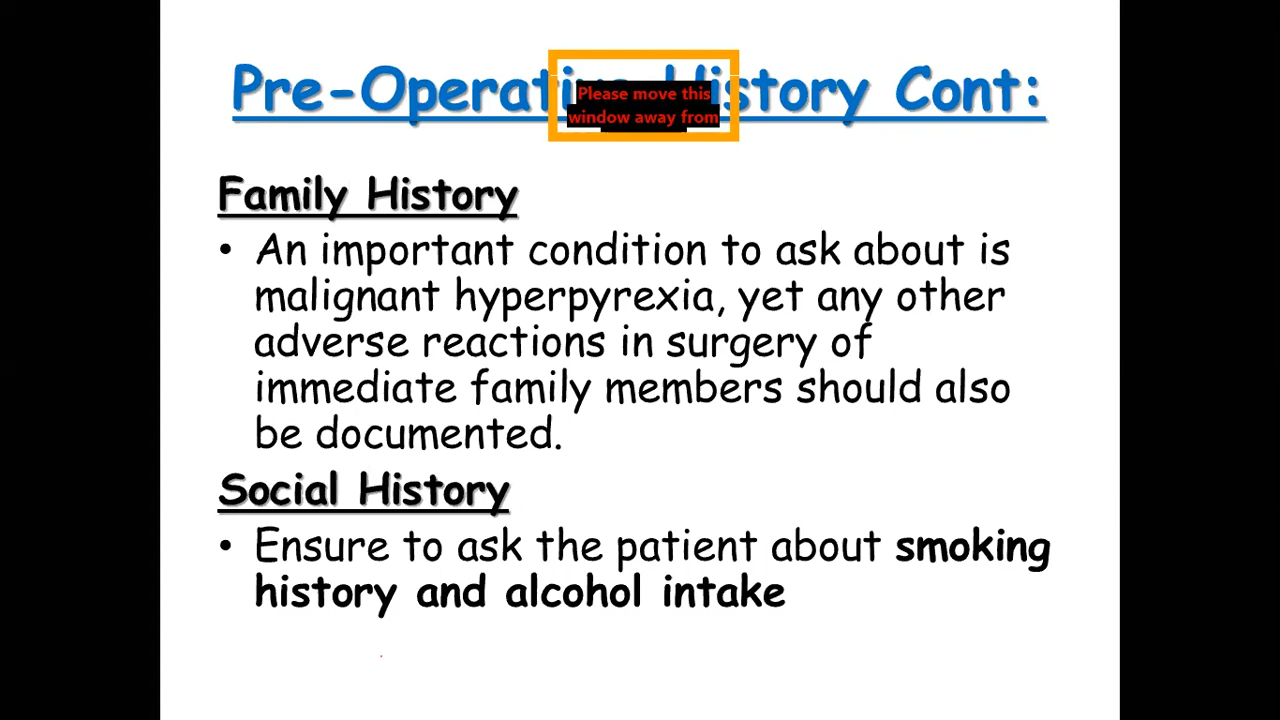 Pre-Operative History Cont:
Please move this
window away from
Family History
• An important condition to ask about is
malignant hyperpyrexia, yet any other
adverse reactions in surgery of
immediate family members should also
be documented.
Social History
• Ensure to ask the patient about smoking
history and alcohol intake